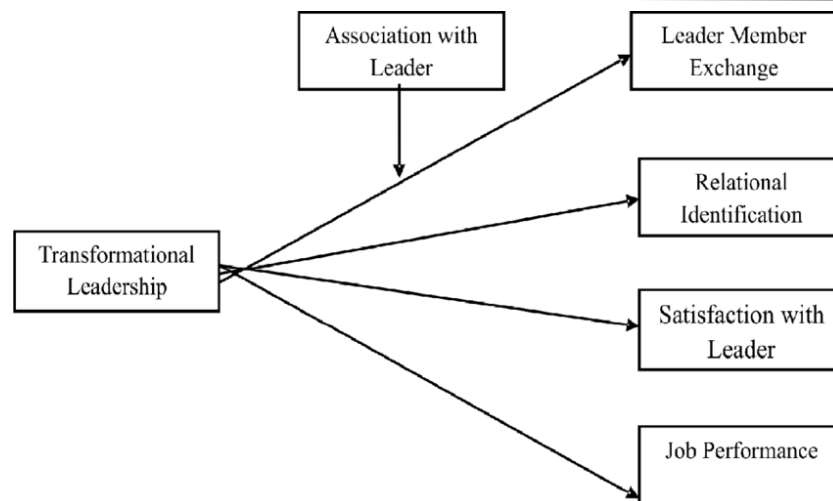 Association with
Leader
Leader Member
Exchange
Relational
Identification
Transformational
Leadership
Satisfaction with
Leader
Job Performance